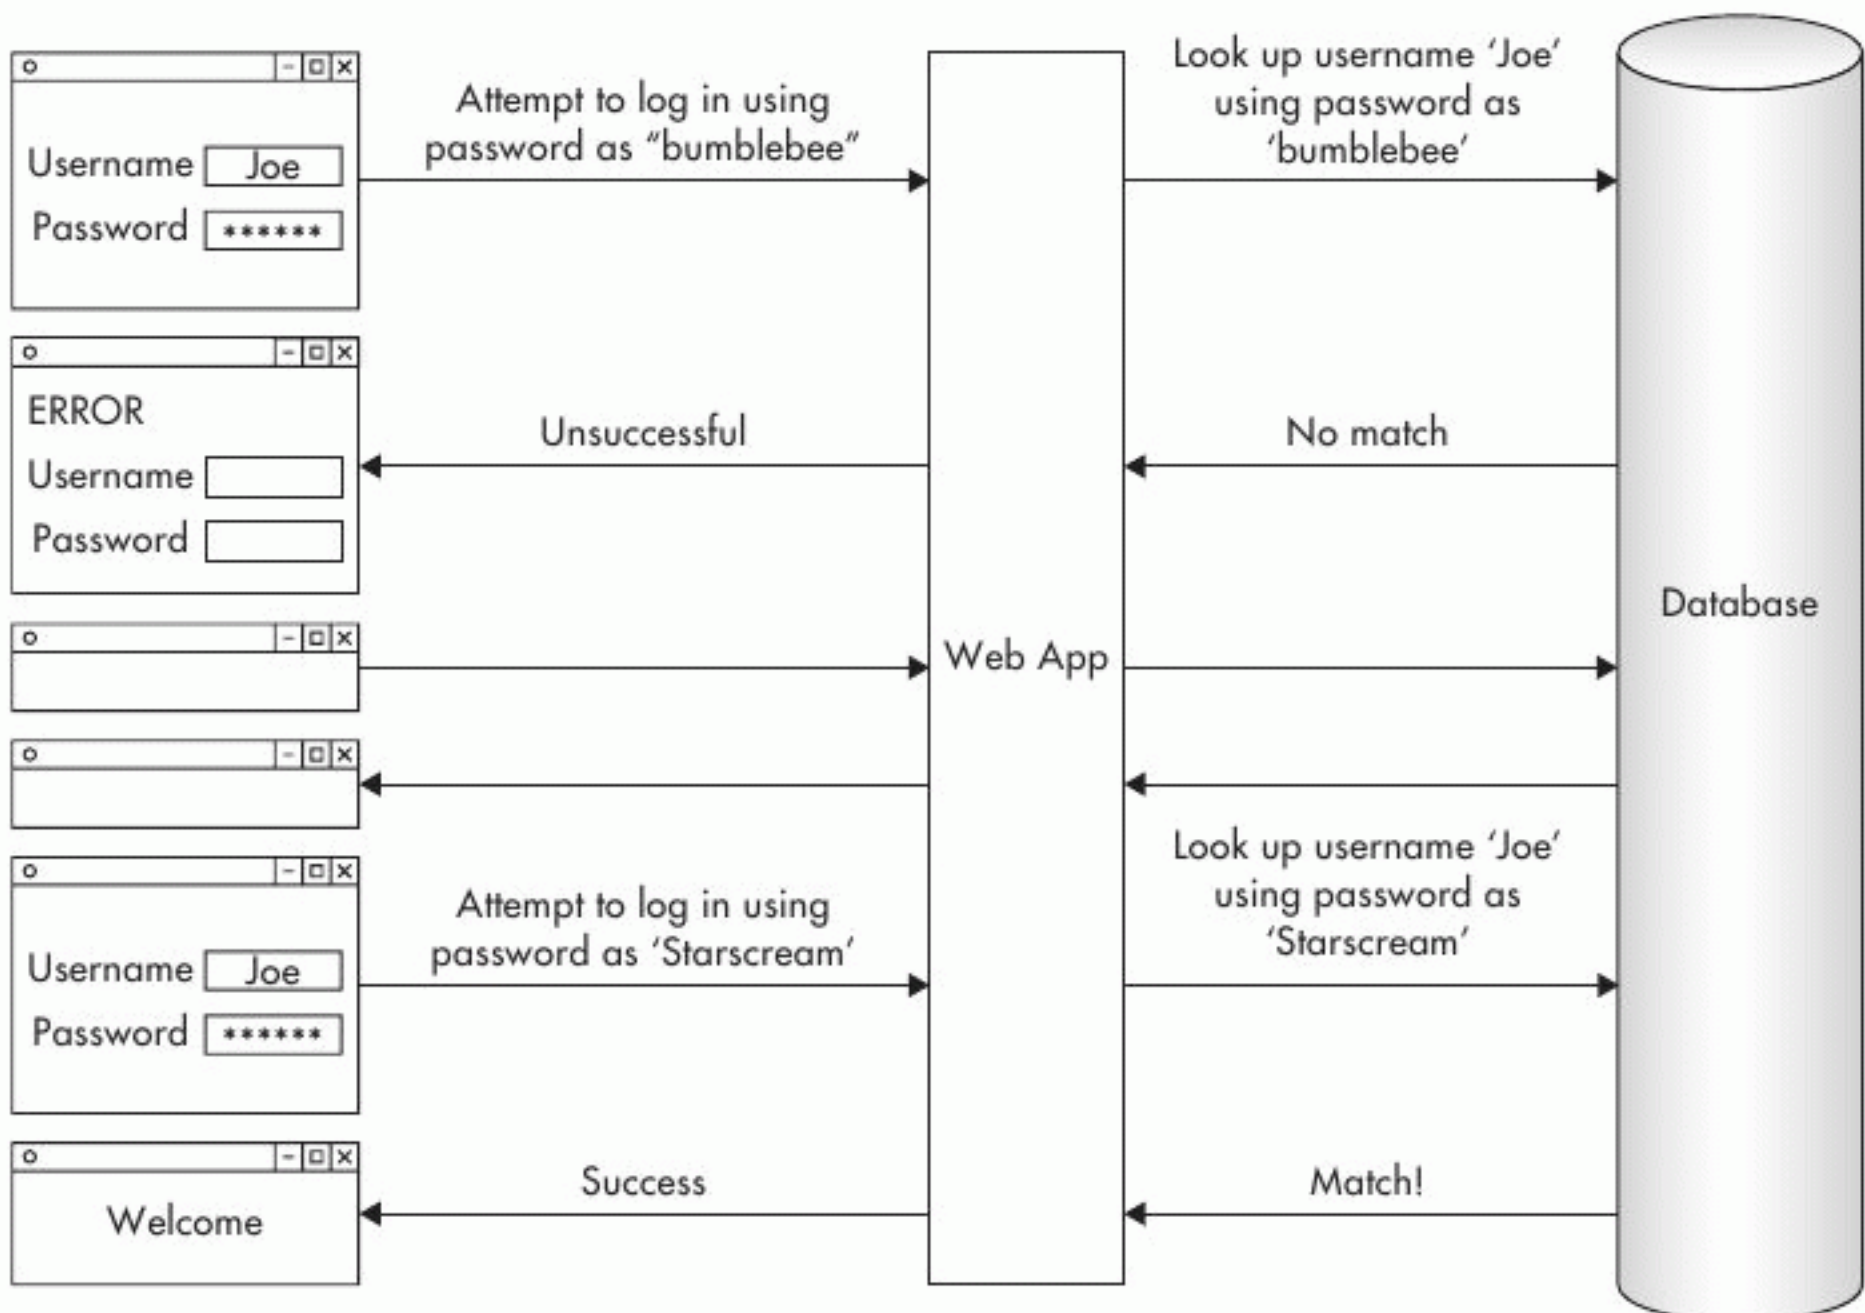 Username Joe
Password ******
Attempt to log in using
password as “bumblebee”
Look up username ‘Joe’
using password as
‘bumblebee’
ERROR
Username
Password
Unsuccessful
No match
Web App
Database
Username Joe
Password ******
Attempt to log in using
password as ‘Starscream’
Look up username ‘Joe’
using password as
‘Starscream’
Welcome
Success
Match!